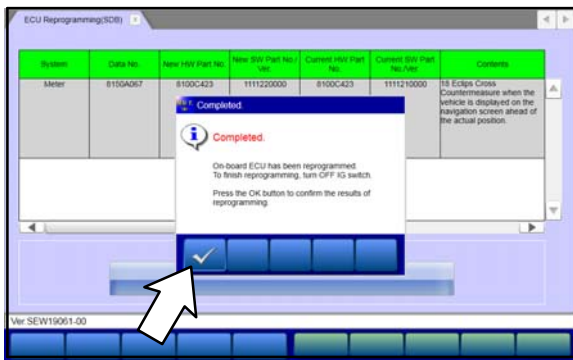 ECU Reprogramming(SDB)
System
Data No.
New HW Part No.
New SW Part No./
Ver.
Current HW Part
No.
Current SW Part
No./Ver.
Contents
Meter
8150A067
8100C423
1111220000
8100C423
1111210000
18 Eclips Cross
Countermeasure when the
vehicle is displayed on the
navigation screen ahead of
the actual position.
Completed.
Completed.
On-board ECU has been reprogrammed.
To finish reprogramming, turn OFF IG switch.
Press the OK button to confirm the results of
reprogramming.
Ver.SEW19061-00